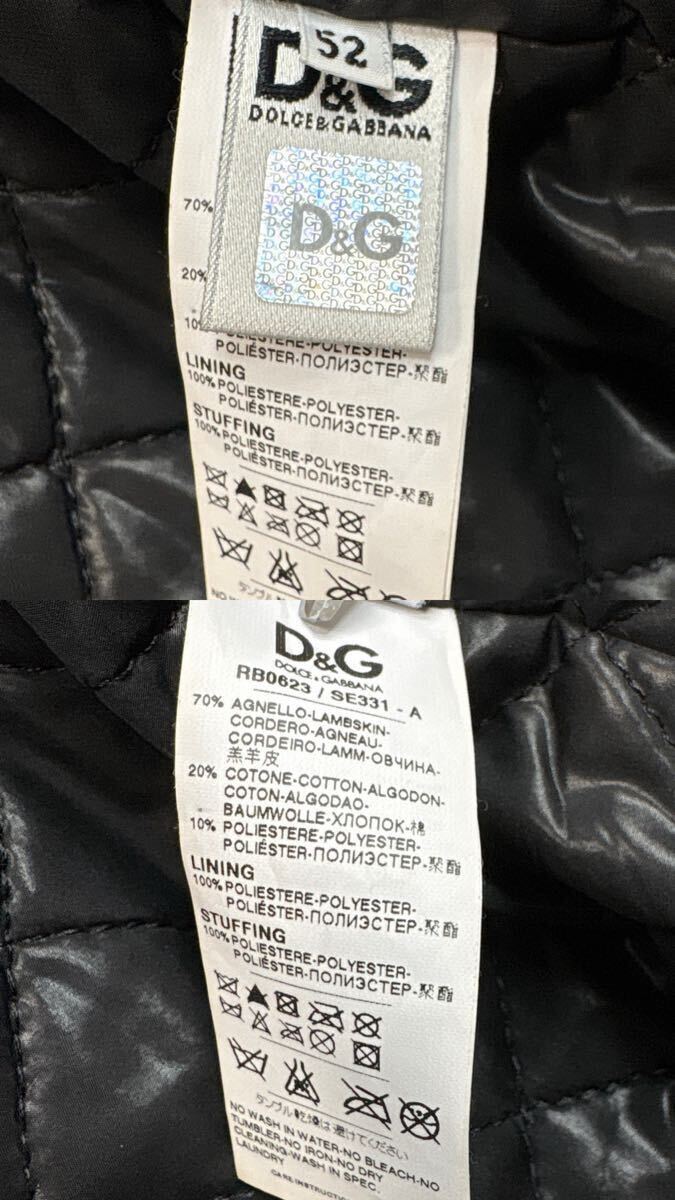 52
D&G
DOLCE&GABBANA
D&G
70%
20%
10%
POLIESTERE-POLYESTER-
POLIÉSTER-ПОЛИЭСТЕР-聚酯
LINING
100% POLIESTERE-POLYESTER-
POLIÉSTER-ПОЛИЭСТЕР-聚酯
STUFFING
100% POLIESTERE-POLYESTER-
POLIÉSTER-ПОЛИЭСТЕР-聚酯
D&G
DOLCE & GABBANA
RB0623 / SE331 - A
70% AGNELLO-LAMBSKIN-
CORDERO-AGNEAU-
CORDEIRO-LAMM-ОВЧИНА-
羔羊皮
20% COTONE-COTTON-ALGODON-
COTON-ALGODAO-
BAUMWOLLE-ХЛОПОК-棉
10% POLIESTERE-POLYESTER-
POLIÉSTER-ПОЛИЭСТЕР-聚酯
LINING
100% POLIESTERE-POLYESTER-
POLIÉSTER-ПОЛИЭСТЕР-聚酯
STUFFING
100% POLIESTERE-POLYESTER-
POLIÉSTER-ПОЛИЭСТЕР-聚酯
タンブル乾燥は避けてください
NO WASH IN WATER-NO BLEACH-NO
TUMBLER-NO IRON-NO DRY
CLEANING-WASH IN SPEC.
LAUNDRY
CARE INSTRUCTION